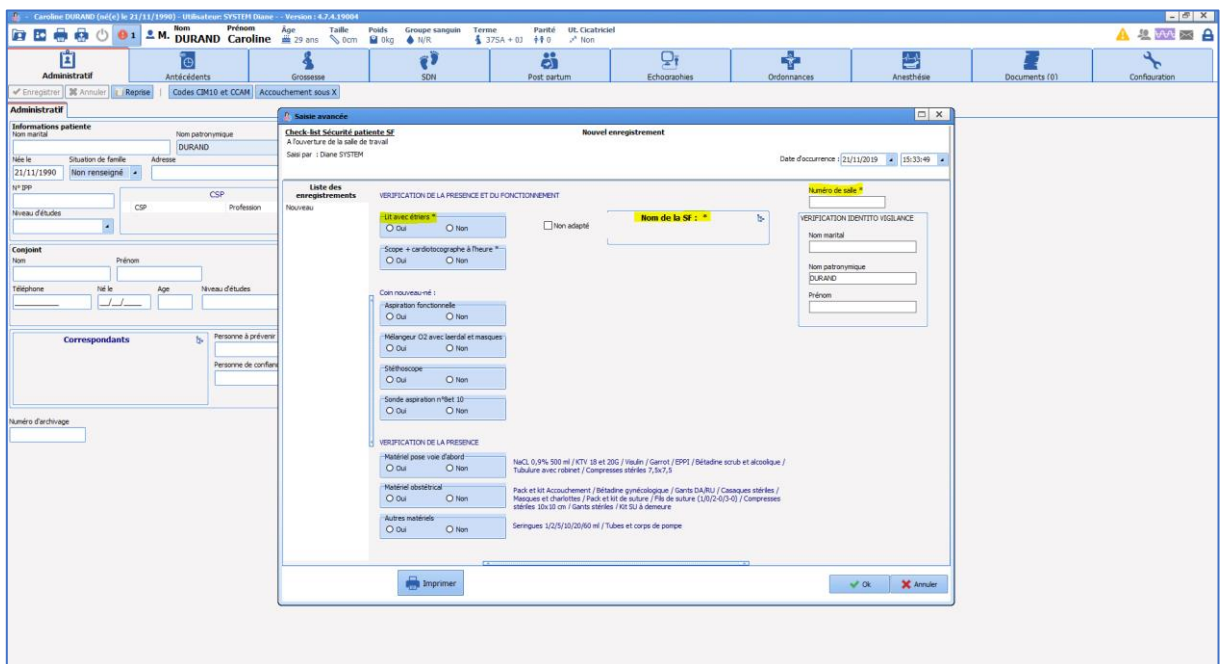 - Caroline DURAND (né(e) le 21/11/1990) - Utilisateur: SYSTEM Diane - - Version : 4.7.4.19004
1 M. Nom DURAND Prénom Caroline Âge 29 ans Taille 0cm Poids 0kg Groupe sanguin N/R Terme 37SA + 0J Parité 0 Ut. Cicatriciel Non
Administratif Antécédents Grossesse SDN Post partum Echographies Ordonnances Anesthésie Documents (0) Configuration
Enregistrer Annuler Reprise | Codes CIM10 et CCAM Accouchement sous X
Administratif
Informations patiente
Nom marital Nom patronymique
DURAND
Née le Situation de famille Adresse
21/11/1990 Non renseigné
N° IPP
CSP
CSP Profession
Niveau d'études
Conjoint
Nom Prénom
Téléphone Né le Age Niveau d'études
__/__/____
Correspondants
Personne à prévenir
Personne de confian
Numéro d'archivage
Saisie avancée
Check-list Sécurité patiente SF Nouvel enregistrement
A l'ouverture de la salle de travail
Saisi par : Diane SYSTEM
Date d'occurrence : 21/11/2019 15:33:49
Liste des enregistrements
Nouveau
VERIFICATION DE LA PRESENCE ET DU FONCTIONNEMENT
Lit avec étriers *
Oui Non
Non adapté
Nom de la SF : *
Numéro de salle *
VERIFICATION IDENTITO VIGILANCE
Nom marital
Nom patronymique
DURAND
Prénom
Scope + cardiotocographe à l'heure *
Oui Non
Coin nouveau-né :
Aspiration fonctionnelle
Oui Non
Mélangeur O2 avec laerdal et masques
Oui Non
Stéthoscope
Oui Non
Sonde aspiration n°8et 10
Oui Non
VERIFICATION DE LA PRESENCE
Matériel pose voie d'abord
Oui Non
NaCL 0,9% 500 ml / KTV 18 et 20G / Visulin / Garrot / EPPI / Bétadine scrub et alcoolique /
Tubulure avec robinet / Compresses stériles 7,5x7,5
Matériel obstétrical
Oui Non
Pack et kit Accouchement / Bétadine gynécologique / Gants DA/RU / Casaques stériles /
Masques et charlottes / Pack et kit de suture / Fils de suture (1/0/2-0/3-0) / Compresses
stériles 10x10 cm / Gants stériles / Kit SU à demeure
Autres matériels
Oui Non
Seringues 1/2/5/10/20/60 ml / Tubes et corps de pompe
Imprimer
Ok Annuler